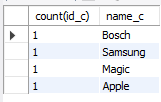 count(id_c) name_c
1 Bosch
1 Samsung
1 Magic
1 Apple